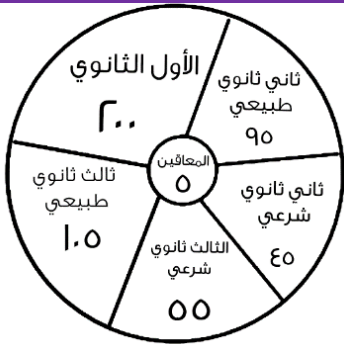 الأول الثانوي
٢٠٠
ثاني ثانوي
طبيعي
٩٥
المعاقين
٥
ثالث ثانوي
طبيعي
١٠٥
ثاني ثانوي
شرعي
٤٥
الثالث ثانوي
شرعي
٥٥